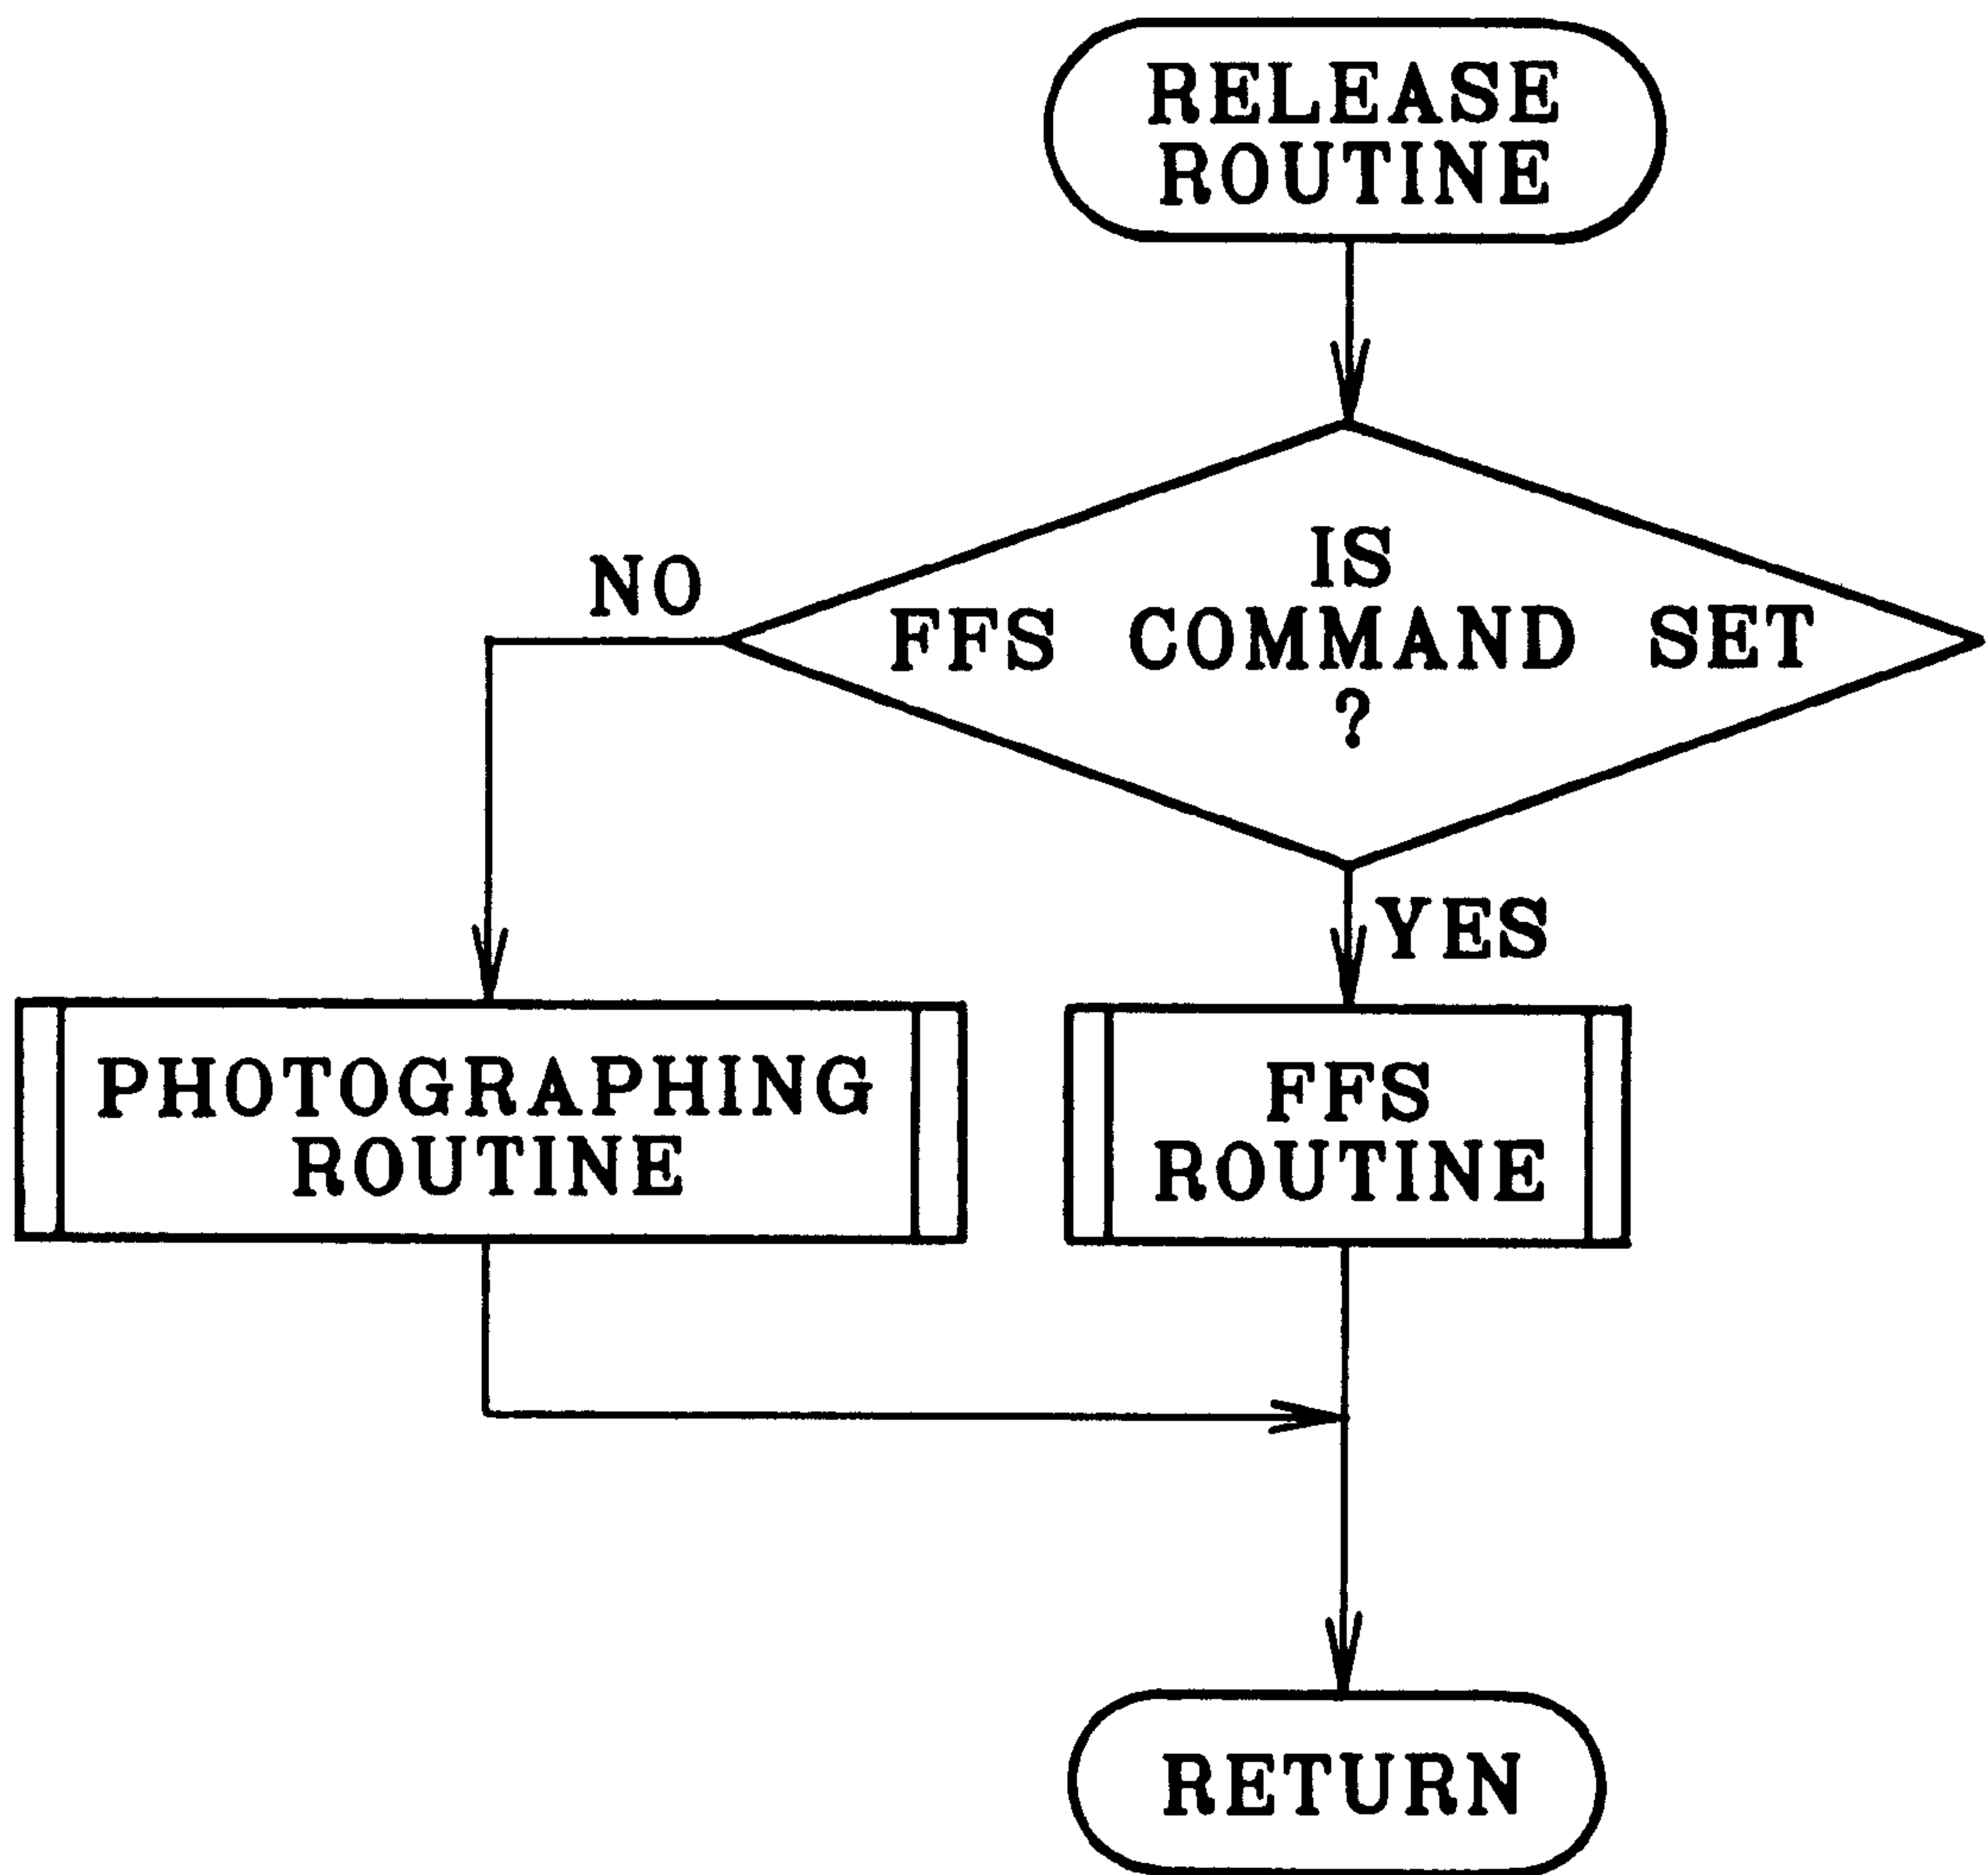 RELEASE
ROUTINE
IS
FFS COMMAND SET
?
NO
YES
PHOTOGRAPHING
ROUTINE
FFS
ROUTINE
RETURN